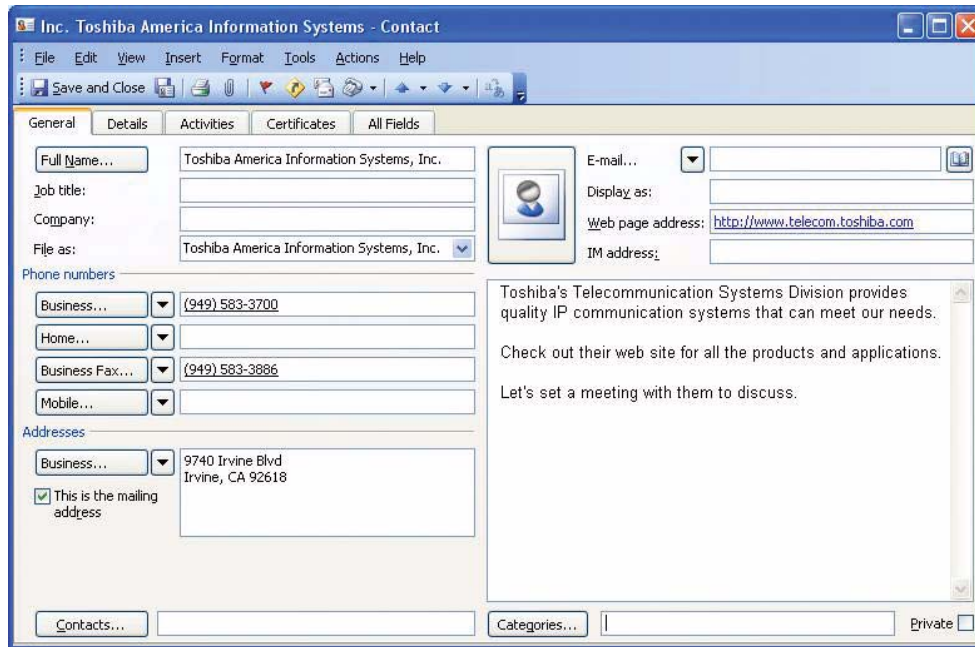 Inc. Toshiba America Information Systems - Contact
File Edit View Insert Format Tools Actions Help
Save and Close
General Details Activities Certificates All Fields
Full Name... Toshiba America Information Systems, Inc.
Job title:
Company:
File as: Toshiba America Information Systems, Inc.
E-mail...
Display as:
Web page address: http://www.telecom.toshiba.com
IM address:
Phone numbers
Business... (949) 583-3700
Home...
Business Fax... (949) 583-3886
Mobile...
Addresses
Business... 9740 Irvine Blvd
Irvine, CA 92618
This is the mailing
address
Toshiba's Telecommunication Systems Division provides
quality IP communication systems that can meet our needs.
Check out their web site for all the products and applications.
Let's set a meeting with them to discuss.
Contacts... Categories... Private